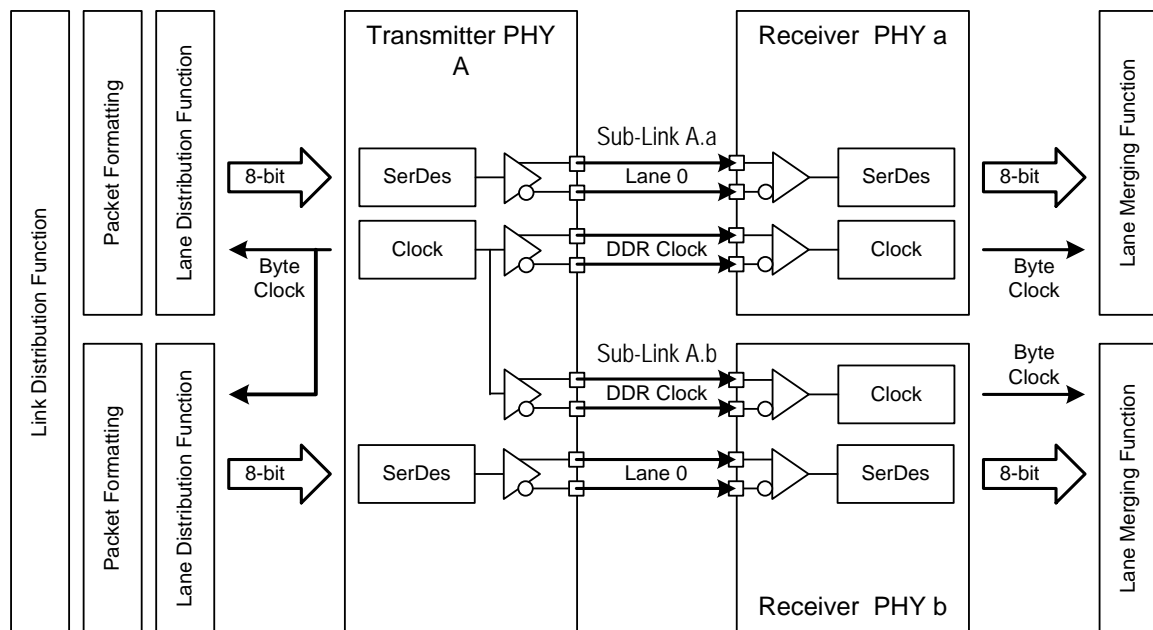 Link Distribution Function
Packet Formatting
Lane Distribution Function
8-bit
Byte
Clock
Packet Formatting
Lane Distribution Function
8-bit
Transmitter PHY
A
SerDes
Clock
SerDes
Sub-Link A.a
Lane 0
DDR Clock
Sub-Link A.b
DDR Clock
Lane 0
Receiver PHY a
SerDes
Clock
Clock
SerDes
Receiver PHY b
8-bit
Byte
Clock
Byte
Clock
8-bit
Lane Merging Function
Lane Merging Function